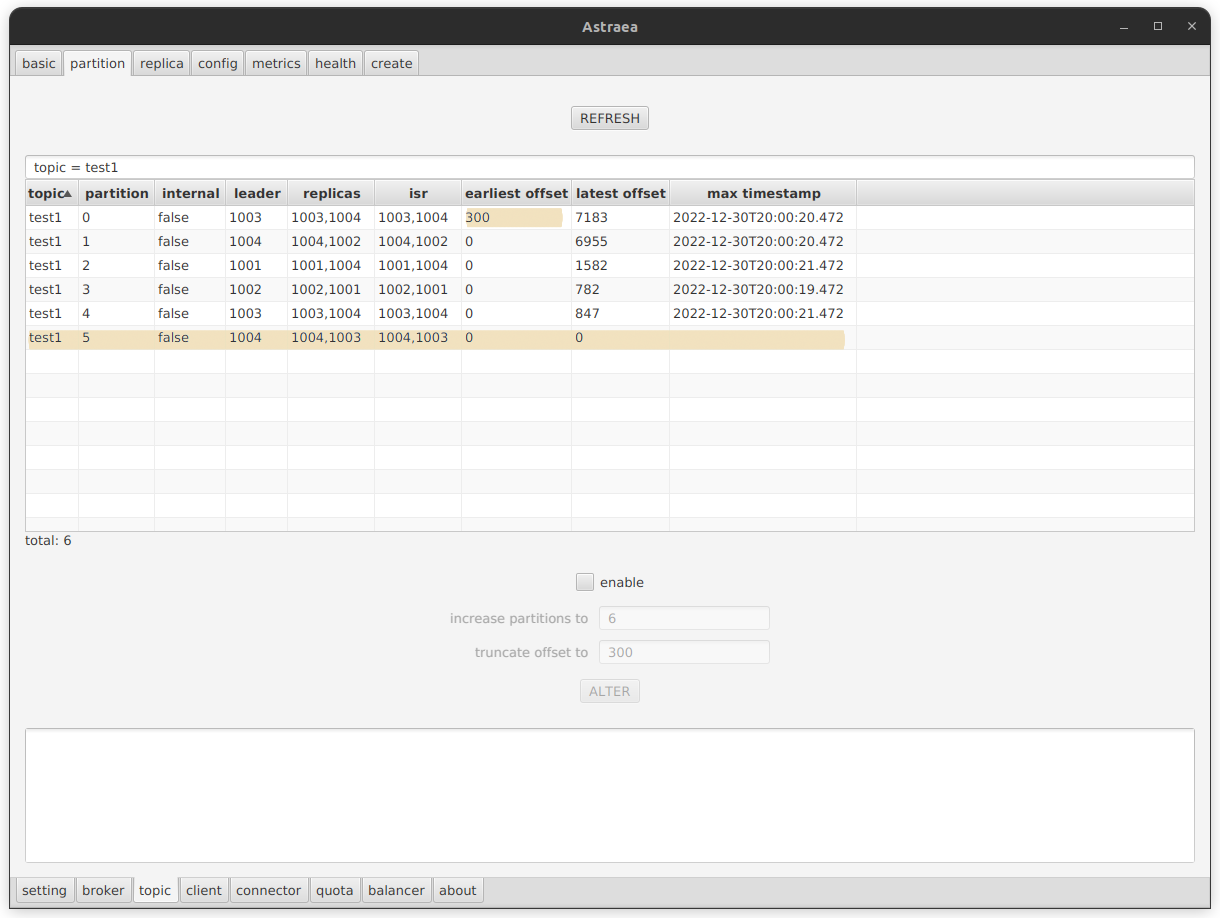 Astraea
basic partition replica config metrics health create
REFRESH
topic = test1
topic partition internal leader replicas isr earliest offset latest offset max timestamp
test1 0 false 1003 1003,1004 1003,1004 300 7183 2022-12-30T20:00:20.472
test1 1 false 1004 1004,1002 1004,1002 0 6955 2022-12-30T20:00:20.472
test1 2 false 1001 1001,1004 1001,1004 0 1582 2022-12-30T20:00:21.472
test1 3 false 1002 1002,1001 1002,1001 0 782 2022-12-30T20:00:19.472
test1 4 false 1003 1003,1004 1003,1004 0 847 2022-12-30T20:00:21.472
test1 5 false 1004 1004,1003 1004,1003 0 0
total: 6
enable
increase partitions to 6
truncate offset to 300
ALTER
setting broker topic client connector quota balancer about